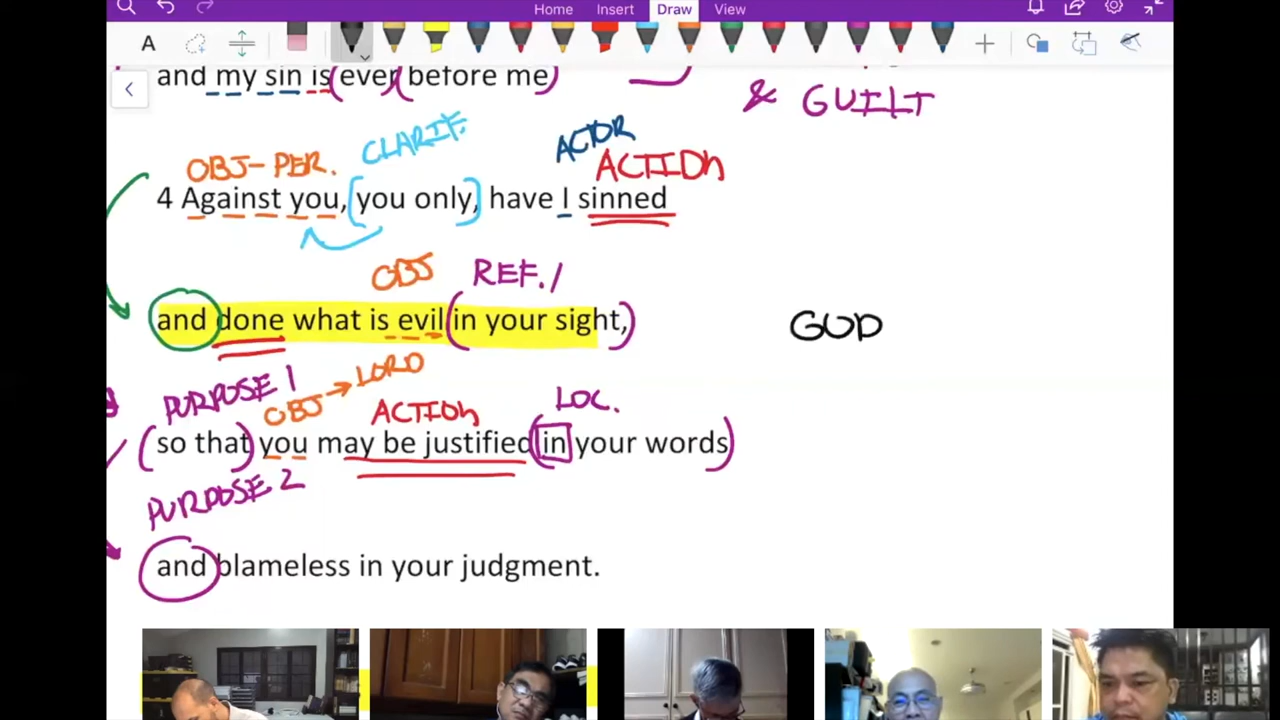 Home Insert Draw View
A
and my sin is ever before me
& GUILT
OBJ-PER. CLARIF. ACTOR
ACTION
4 Against you, you only, have I sinned
OBJ REF./
and done what is evil in your sight,
GOD
PURPOSE 1 OBJ → LORD ACTION LOC.
so that you may be justified in your words
PURPOSE 2
and blameless in your judgment.